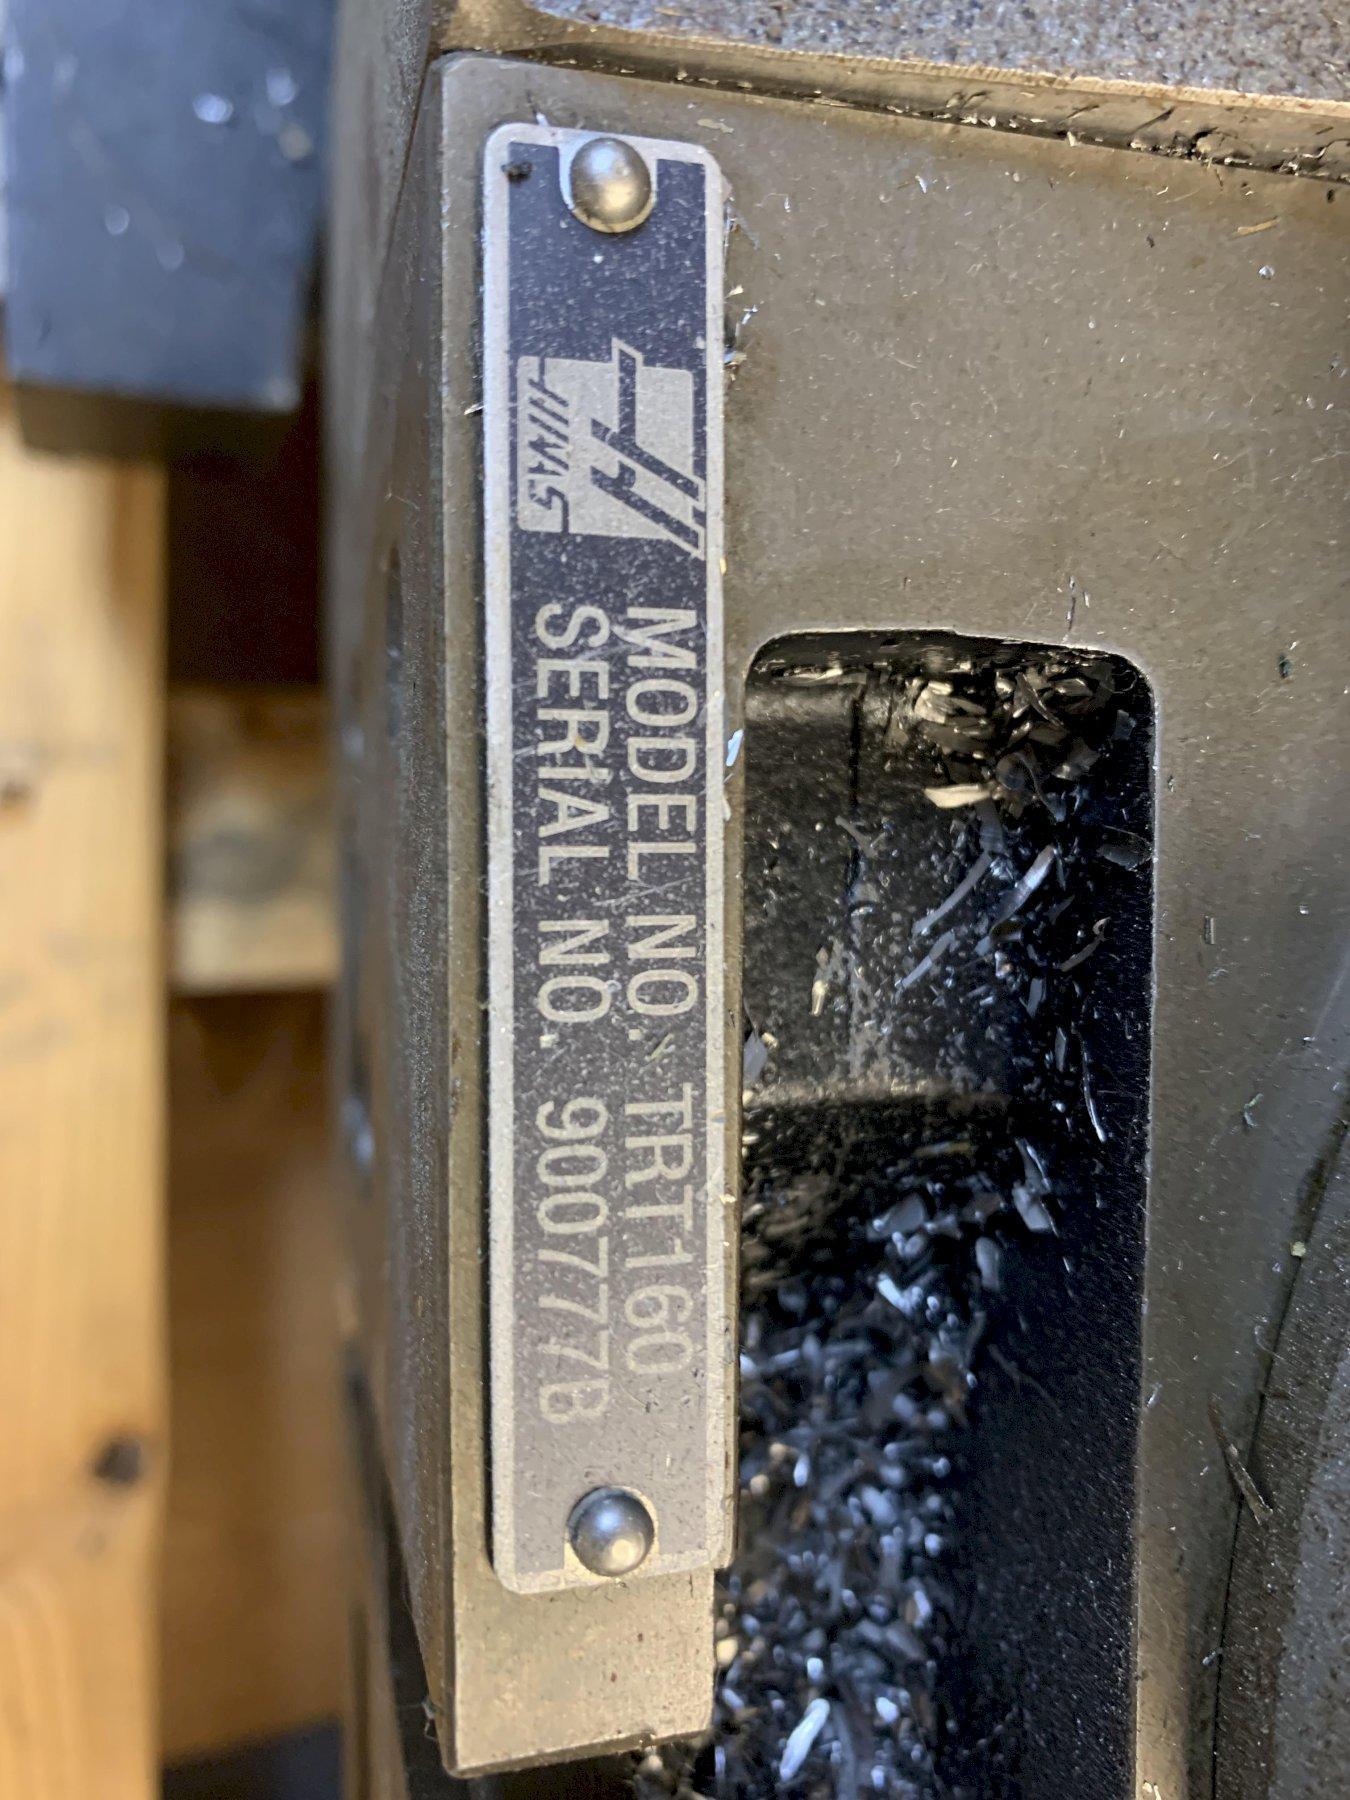 HAAS
MODEL NO. TRT160
SERIAL NO. 900777B